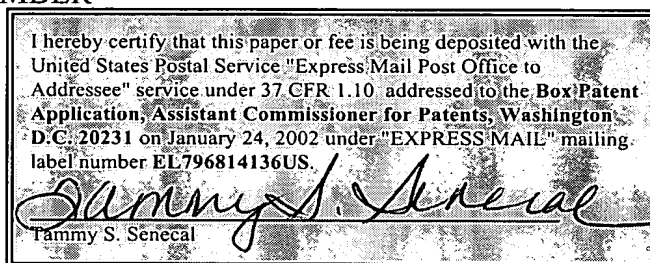 MBER
I hereby certify that this paper or fee is being deposited with the
United States Postal Service "Express Mail Post Office to
Addressee" service under 37 CFR 1.10 addressed to the Box Patent
Application, Assistant Commissioner for Patents, Washington
D.C. 20231 on January 24, 2002 under "EXPRESS MAIL" mailing
label number EL796814136US.
Tammy S. Senecal
Tammy S. Senecal